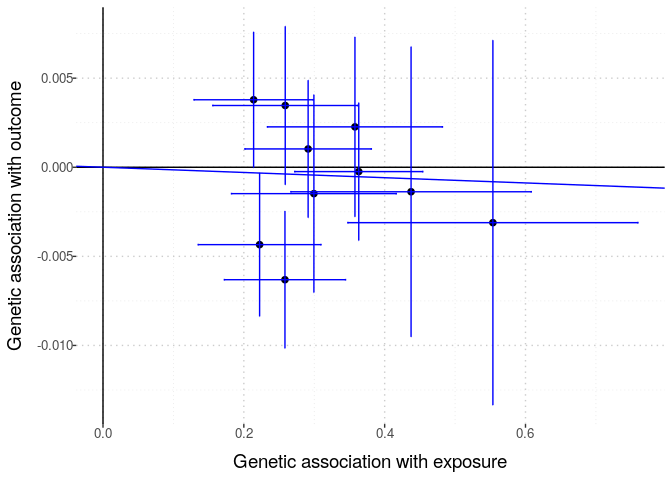 Genetic association with outcome
0.005
0.000
-0.005
-0.010
0.0 0.2 0.4 0.6
Genetic association with exposure